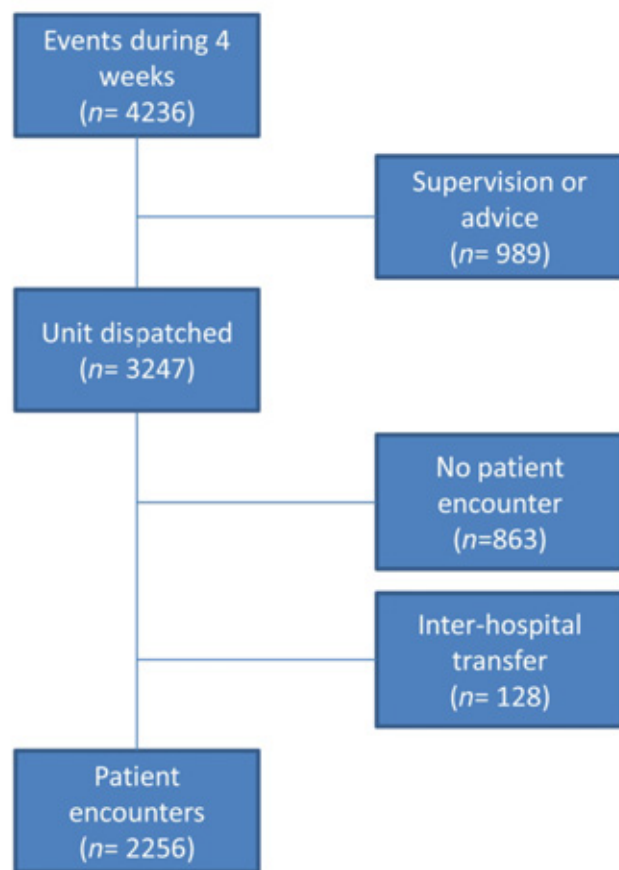 Events during 4
weeks
(n= 4236)
Supervision or
advice
(n= 989)
Unit dispatched
(n= 3247)
No patient
encounter
(n=863)
Inter-hospital
transfer
(n= 128)
Patient
encounters
(n= 2256)